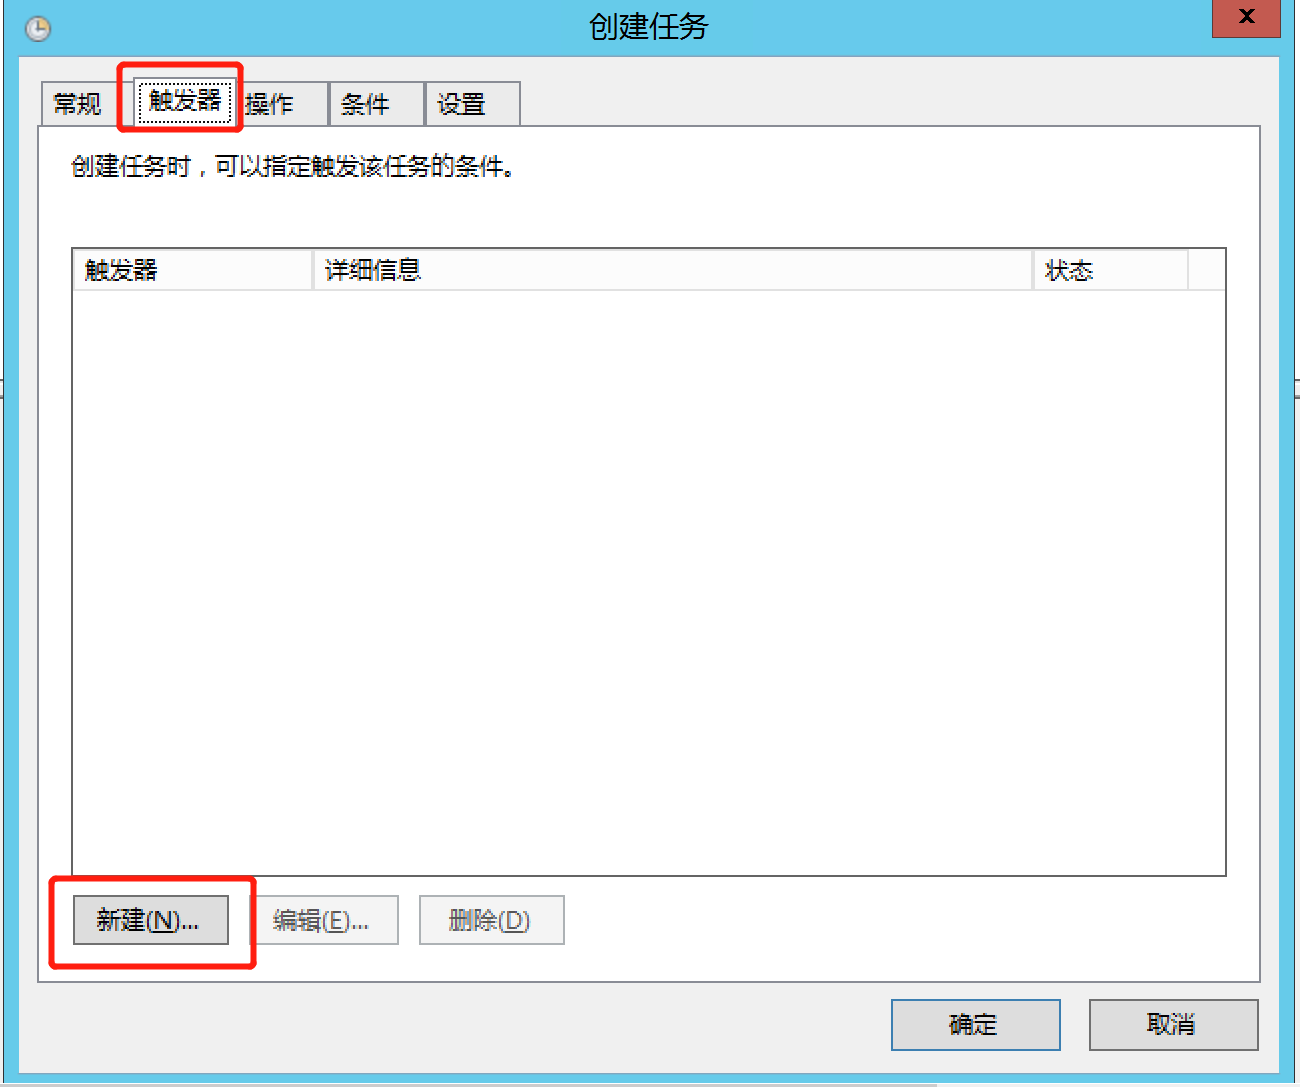 创建任务
x
常规 触发器 操作 条件 设置
创建任务时，可以指定触发该任务的条件。
触发器 详细信息 状态
新建(N)... 编辑(E)... 删除(D)
确定 取消